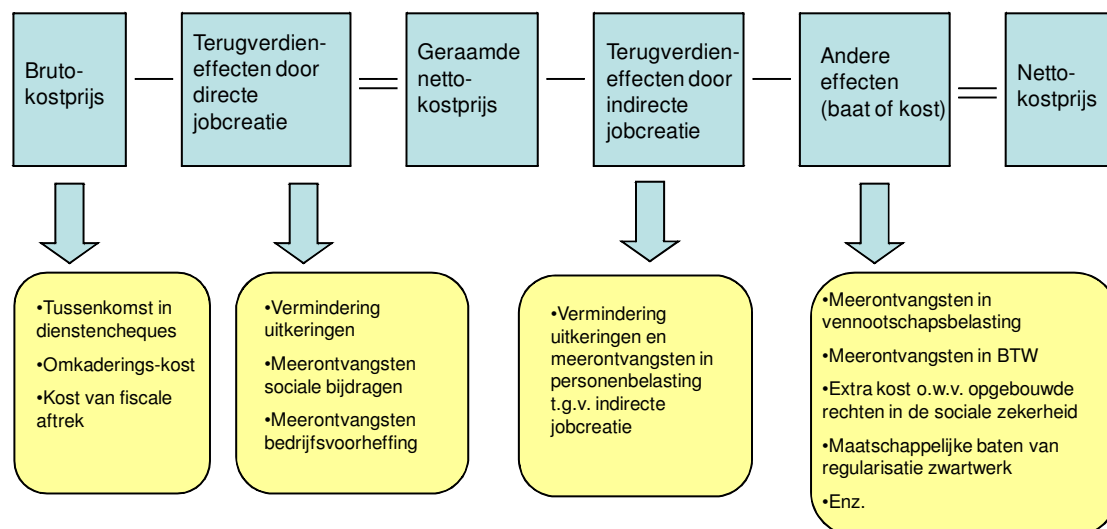 Bruto-
kostprijs
Terugverdien-
effecten door
directe
jobcreatie
Geraamde
netto-
kostprijs
Terugverdien-
effecten door
indirecte
jobcreatie
Andere
effecten
(baat of kost)
Netto-
kostprijs
•Tussenkomst in
dienstencheques
•Omkaderings-kost
•Kost van fiscale
aftrek
•Vermindering
uitkeringen
•Meerontvangsten
sociale bijdragen
•Meerontvangsten
bedrijfsvoorheffing
•Vermindering
uitkeringen en
meerontvangsten in
personenbelasting
t.g.v. indirecte
jobcreatie
•Meerontvangsten in
vennootschapsbelasting
•Meerontvangsten in BTW
•Extra kost o.w.v. opgebouwde
rechten in de sociale zekerheid
•Maatschappelijke baten van
regularisatie zwartwerk
•Enz.